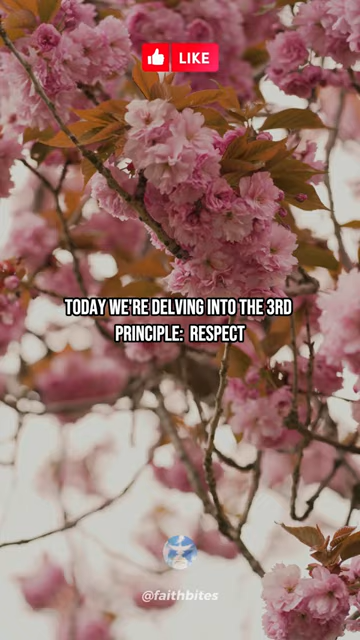 LIKE
TODAY WE'RE DELVING INTO THE 3RD
PRINCIPLE: RESPECT
@faithbites